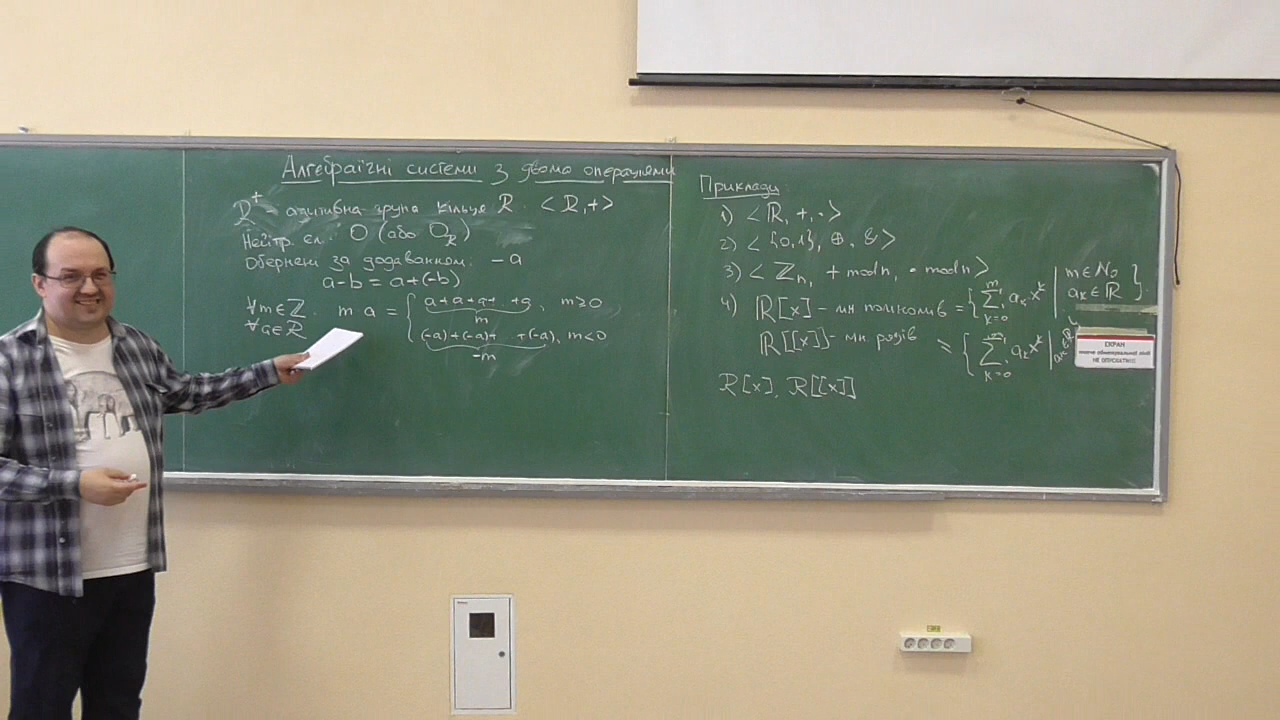 Алгебраїчні системи з двома операціями
R⁺ - адитивна група кільця R. <R, +>
Нейтр. ел. 0 (або 0_R)
Обернені за додаванням. -a
a-b = a+(-b)
∀m∈ℤ. m a = { a+a+a+...+a, m≥0
∀a∈R m
(-a)+(-a)+ +(-a), m<0
-m
Приклади:
1) <ℝ, +, ·>
2) <{0,1}, ⊕, &>
3) <ℤ_n, + mod n, · mod n>
4) ℝ[x] - мн поліномів = { ∑_{k=0}^{m} a_k x^k | m∈ℕ₀ a_k∈ℝ }.
ℝ[[x]] - мн рядів = { ∑_{k=0}^{∞} a_k x^k | a_k∈ℝ
R[x], R[[x]]
ЕКРАН
НЕ ОПУСКАТИ!!!